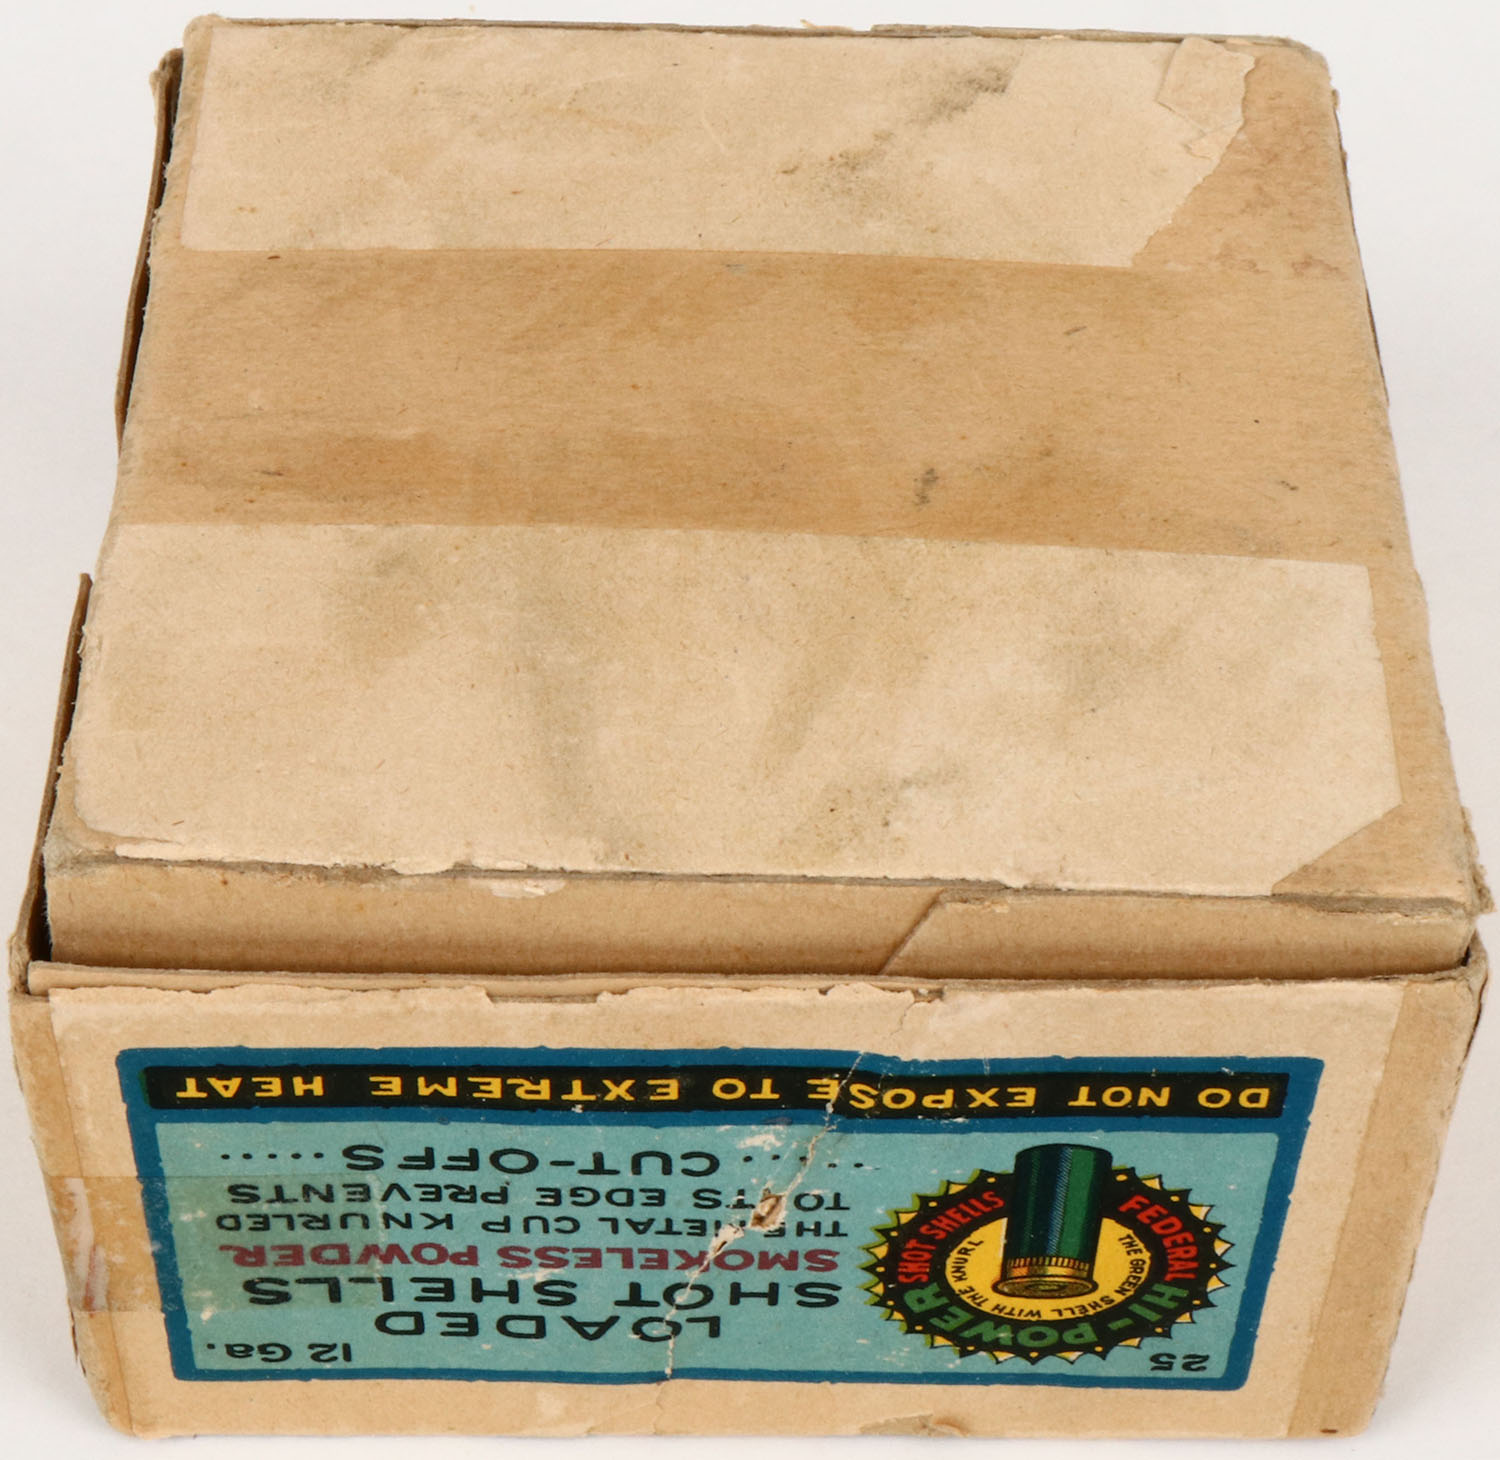 25
12 Ga.
LOADED
SHOT SHELLS
SMOKELESS POWDER
THE METAL CUP KNURLED
TO ITS EDGE PREVENTS
..... CUT-OFFS .....
HI-POWER
FEDERAL
SHOT SHELLS
THE GREEN SHELL WITH THE KNURL
DO NOT EXPOSE TO EXTREME HEAT